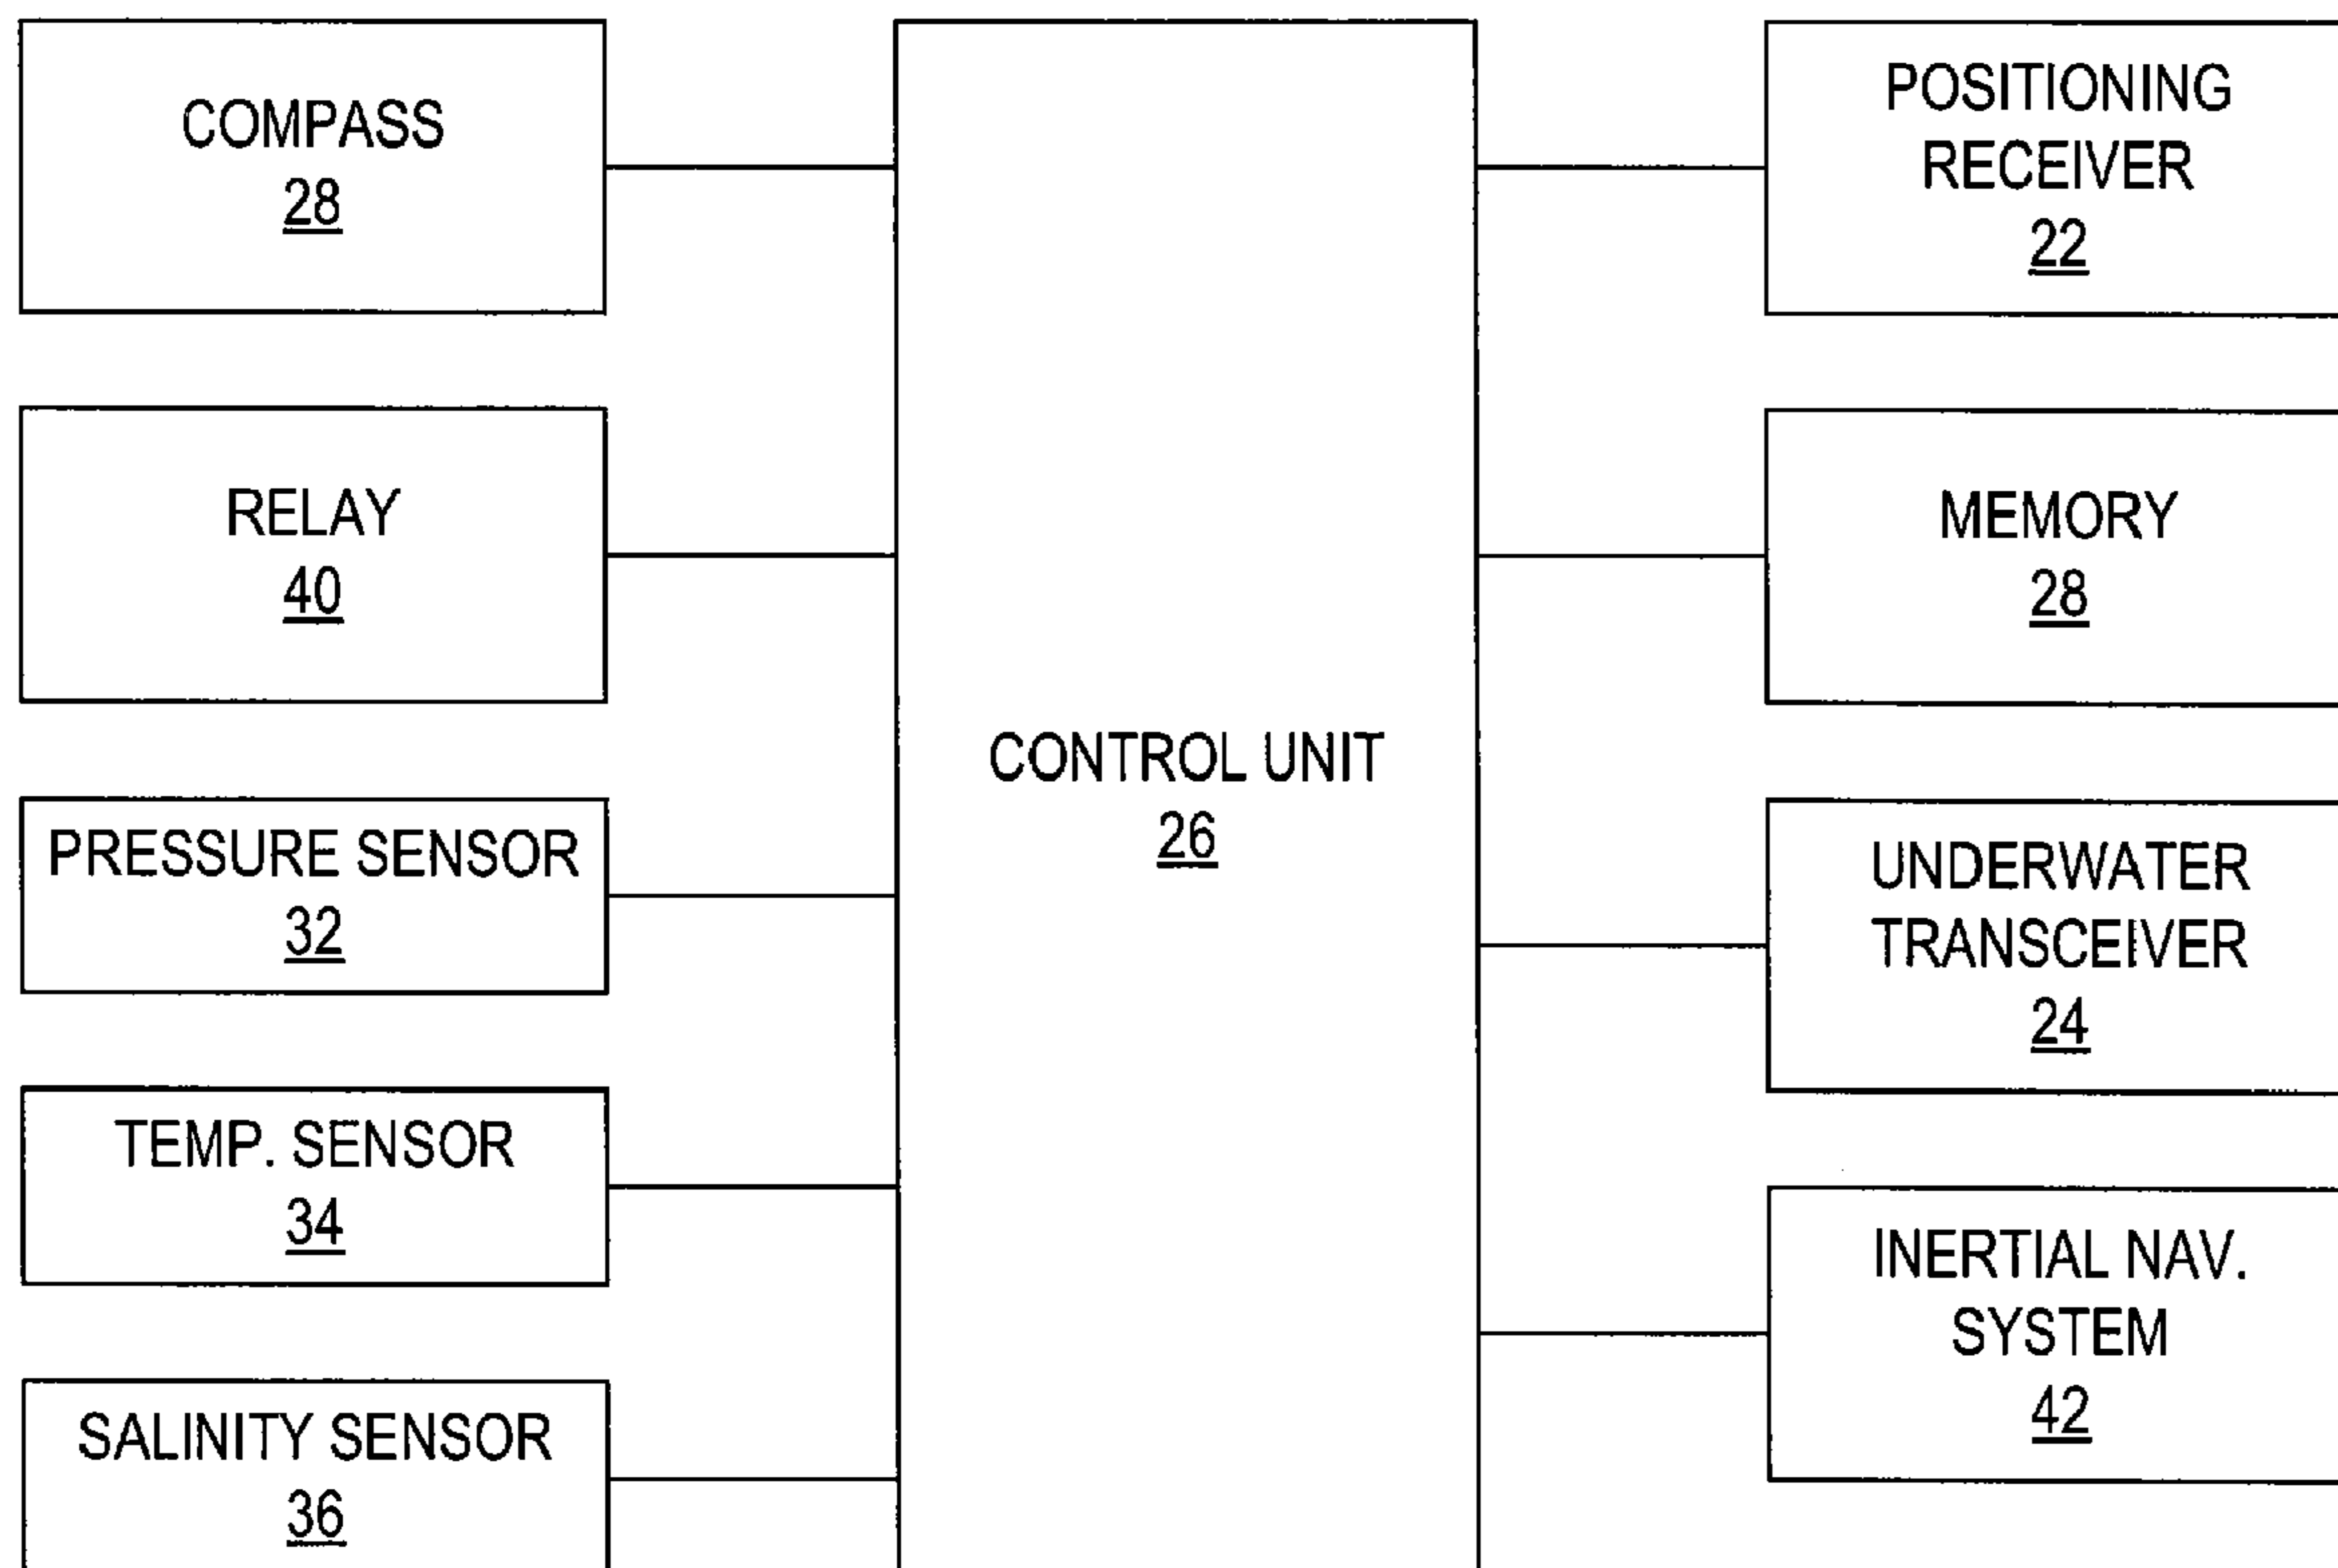 COMPASS
28
RELAY
40
PRESSURE SENSOR
32
TEMP. SENSOR
34
SALINITY SENSOR
36
CONTROL UNIT
26
POSITIONING
RECEIVER
22
MEMORY
28
UNDERWATER
TRANSCEIVER
24
INERTIAL NAV.
SYSTEM
42